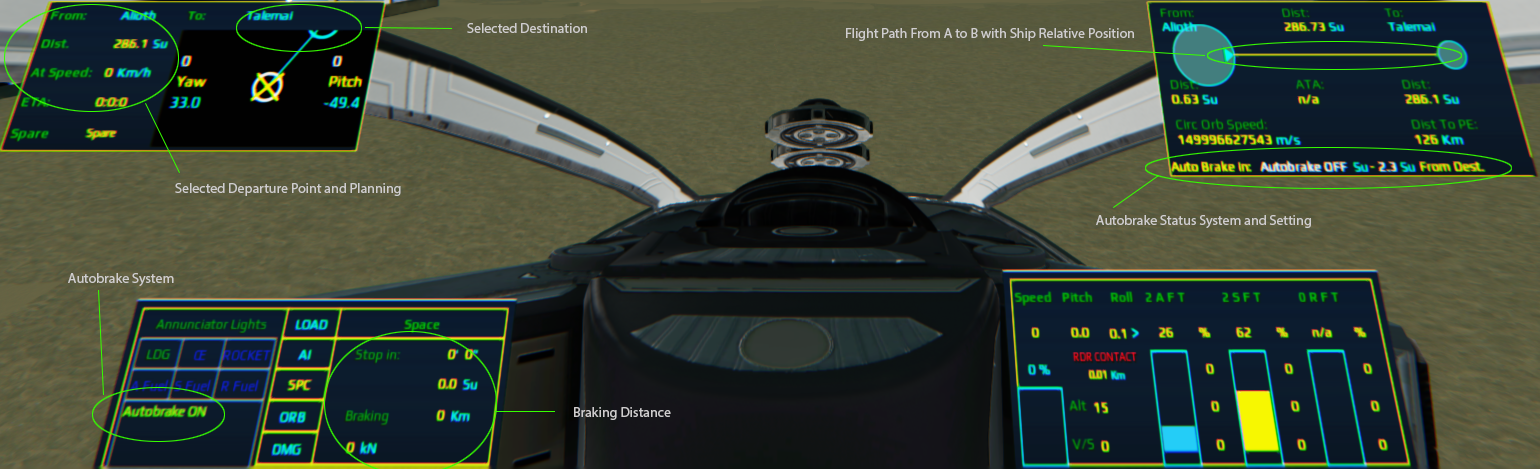 From: Alioth To: Talemai
Selected Destination
Dist. 286.1 Su
At Speed: 0 Km/h
ETA: 0:0:0
Spare Spare
0 0
Yaw Pitch
33.0 -49.4
Selected Departure Point and Planning
Flight Path From A to B with Ship Relative Position
From: Dist: To:
Alioth 286.73 Su Talemai
Dist: ATA: Dist:
0.63 Su n/a 286.1 Su
Circ Orb Speed: Dist To PE:
149996627543 m/s 126 Km
Auto Brake in: Autobrake OFF Su - 2.3 Su From Dest.
Autobrake Status System and Setting
Autobrake System
Annunciator Lights LOAD Space
LDG CE ROCKET AI Stop in: 0' 0"
A Fuel S Fuel R Fuel SPC 0.0 Su
Autobrake ON ORB Braking 0 Km
DMG 0 kN
Braking Distance
Speed Pitch Roll 2 A F T 2 S F T 0 R F T
0 0.0 0.1 > 26 % 62 % n/a %
RDR CONTACT
0.01 Km
0 % 0 0 0
Alt 15 0 0 0
V/S 0 0 0 0